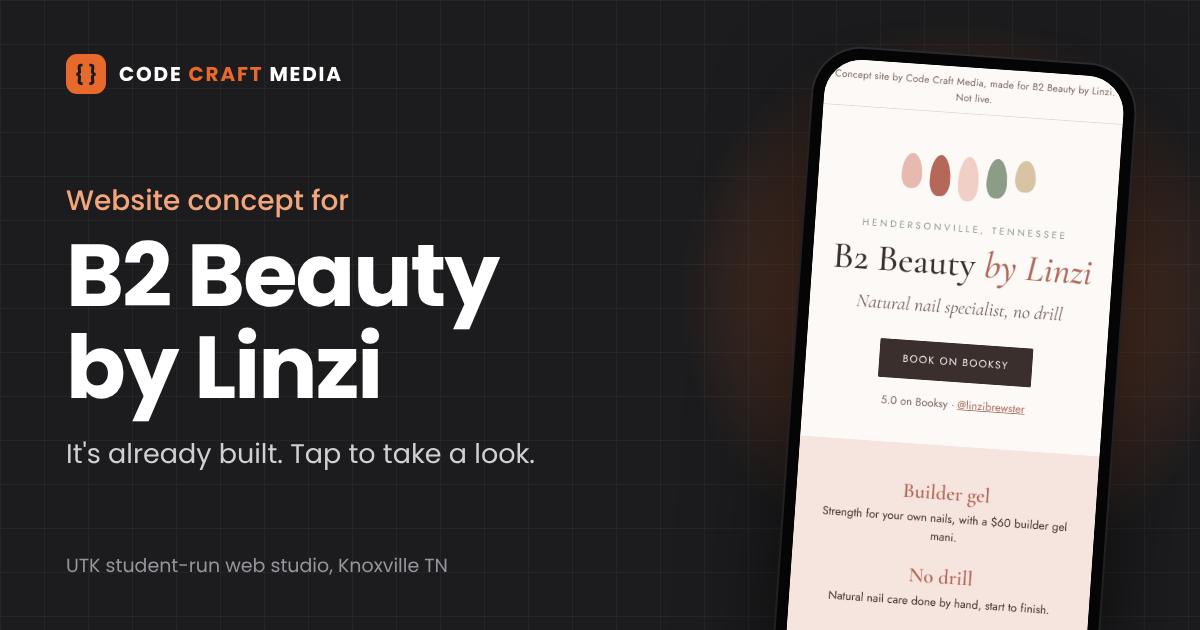 { }
CODE CRAFT MEDIA
Website concept for
B2 Beauty
by Linzi
It's already built. Tap to take a look.
UTK student-run web studio, Knoxville TN
Concept site by Code Craft Media, made for B2 Beauty by Linzi.
Not live.
HENDERSONVILLE, TENNESSEE
B2 Beauty by Linzi
Natural nail specialist, no drill
BOOK ON BOOKSY
5.0 on Booksy · @linzibrewster
Builder gel
Strength for your own nails, with a $60 builder gel
mani.
No drill
Natural nail care done by hand, start to finish.